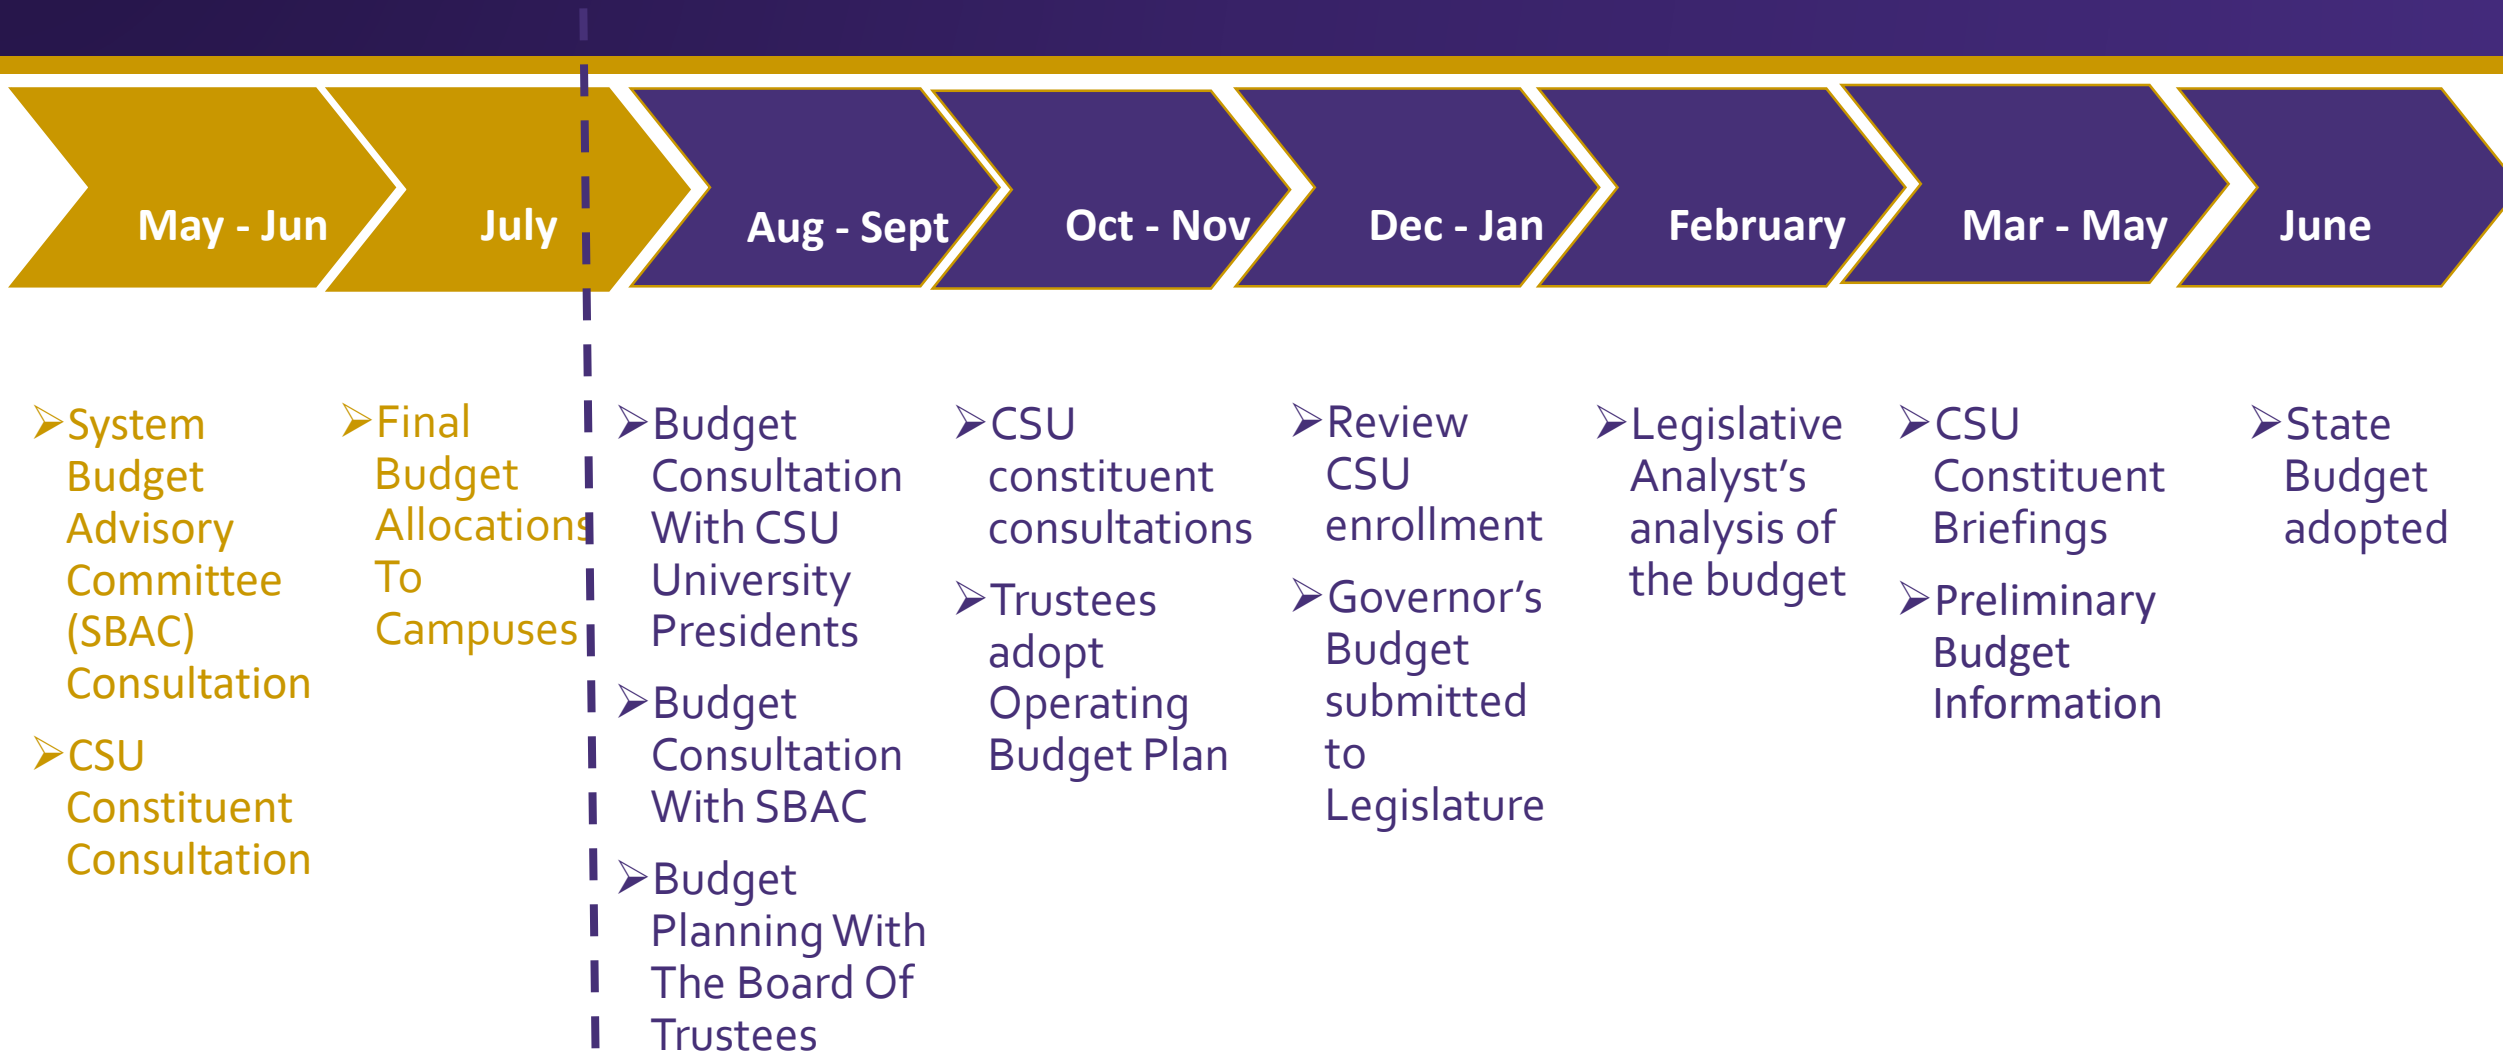 May - Jun
July
Aug - Sept
Oct - Nov
Dec - Jan
February
Mar - May
June
System
Budget
Advisory
Committee
(SBAC)
Consultation
CSU
Constituent
Consultation
Final
Budget
Allocations
To
Campuses
Budget
Consultation
With CSU
University
Presidents
Budget
Consultation
With SBAC
Budget
Planning With
The Board Of
Trustees
CSU
constituent
consultations
Trustees
adopt
Operating
Budget Plan
Review
CSU
enrollment
Governor's
Budget
submitted
to
Legislature
Legislative
Analyst's
analysis of
the budget
CSU
Constituent
Briefings
Preliminary
Budget
Information
State
Budget
adopted